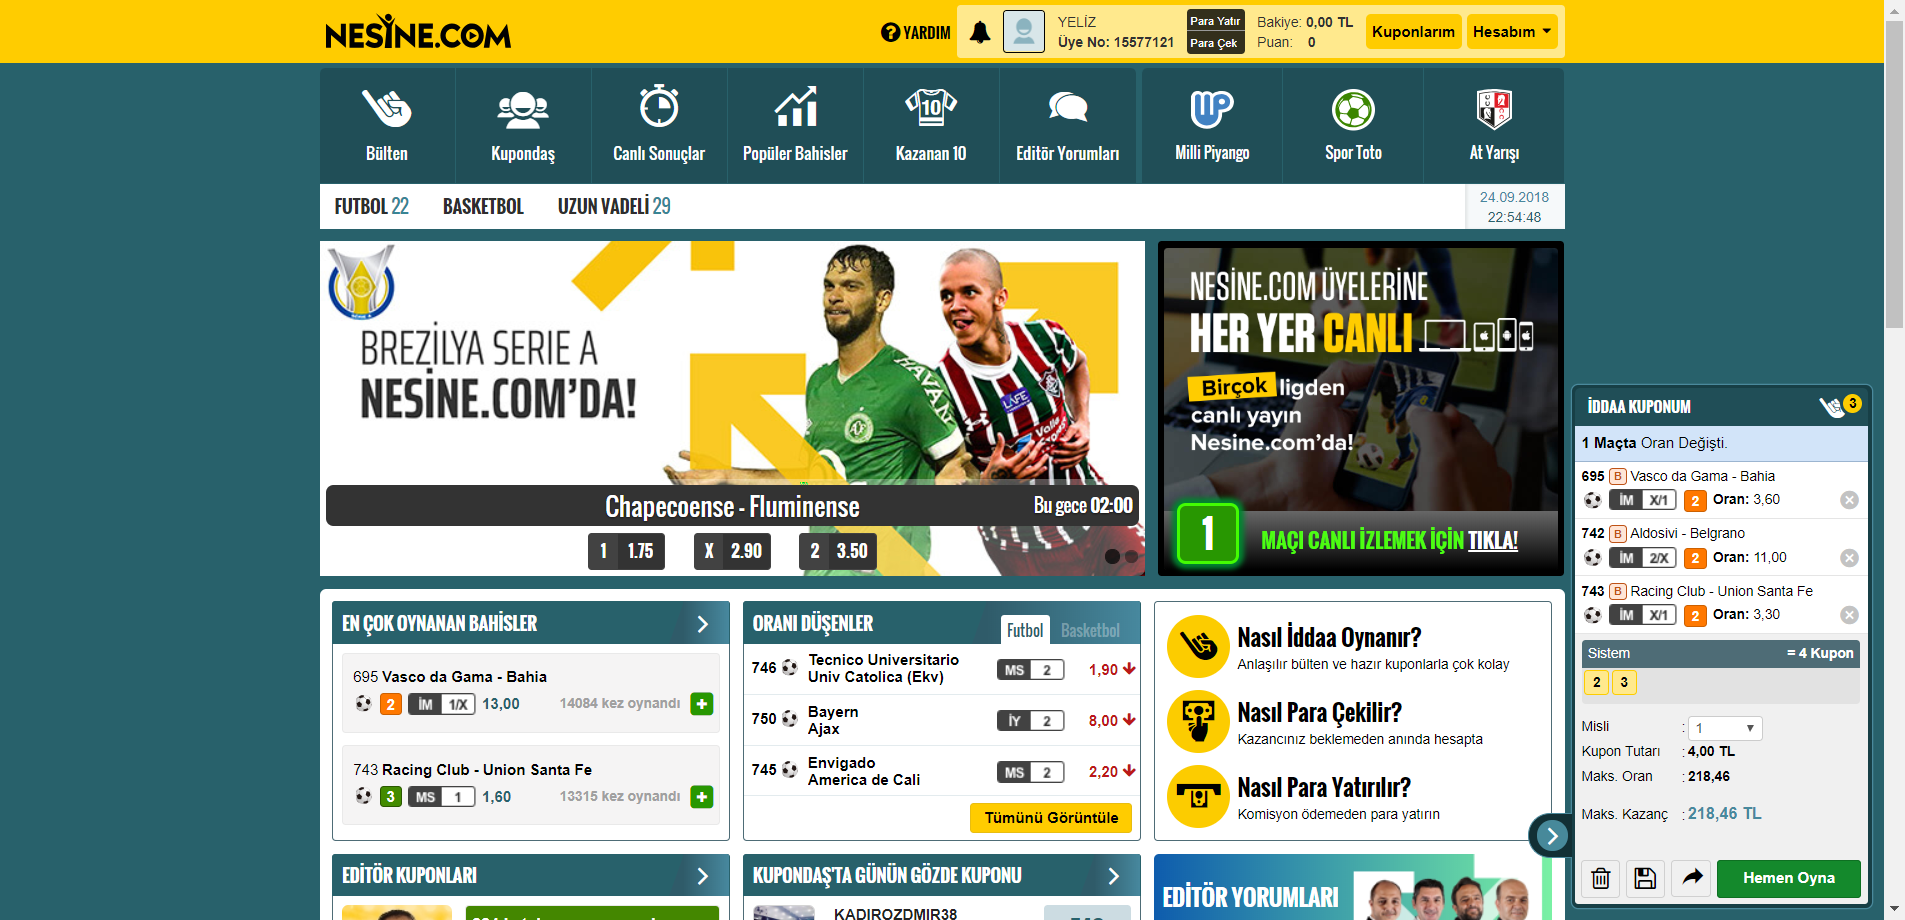 NESİNE.COM
YARDIM
YELİZ
Üye No: 15577121
Para Yatır
Para Çek
Bakiye: 0,00 TL
Puan: 0
Kuponlarım
Hesabım
Bülten
Kupondaş
Canlı Sonuçlar
Popüler Bahisler
10
Kazanan 10
Editör Yorumları
Milli Piyango
Spor Toto
At Yarışı
FUTBOL 22
BASKETBOL
UZUN VADELİ 29
24.09.2018
22:54:48
BREZİLYA SERIE A
NESİNE.COM'DA!
HAVAN
LAFE
Valle
Chapecoense - Fluminense
Bu gece 02:00
1 1.75
X 2.90
2 3.50
NESİNE.COM ÜYELERİNE
HER YER CANLI
Birçok ligden
canlı yayın
Nesine.com'da!
1
MAÇI CANLI İZLEMEK İÇİN TIKLA!
EN ÇOK OYNANAN BAHİSLER
695 Vasco da Gama - Bahia
2 İM 1/X 13,00 14084 kez oynandı
743 Racing Club - Union Santa Fe
3 MS 1 1,60 13315 kez oynandı
ORANI DÜŞENLER
Futbol
Basketbol
746 Tecnico Universitario
Univ Catolica (Ekv)
MS 2 1,90
750 Bayern
Ajax
İY 2 8,00
745 Envigado
America de Cali
MS 2 2,20
Tümünü Görüntüle
Nasıl İddaa Oynanır?
Anlaşılır bülten ve hazır kuponlarla çok kolay
Nasıl Para Çekilir?
Kazancınız beklemeden anında hesapta
Nasıl Para Yatırılır?
Komisyon ödemeden para yatırın
EDİTÖR KUPONLARI
KUPONDAŞ'TA GÜNÜN GÖZDE KUPONU
KADIROZDMIR38
EDİTÖR YORUMLARI
İDDAA KUPONUM
3
1 Maçta Oran Değişti.
695 B Vasco da Gama - Bahia
İM X/1 2 Oran: 3,60
742 B Aldosivi - Belgrano
İM 2/X 2 Oran: 11,00
743 B Racing Club - Union Santa Fe
İM X/1 2 Oran: 3,30
Sistem = 4 Kupon
2 3
Misli : 1
Kupon Tutarı : 4,00 TL
Maks. Oran : 218,46
Maks. Kazanç : 218,46 TL
Hemen Oyna